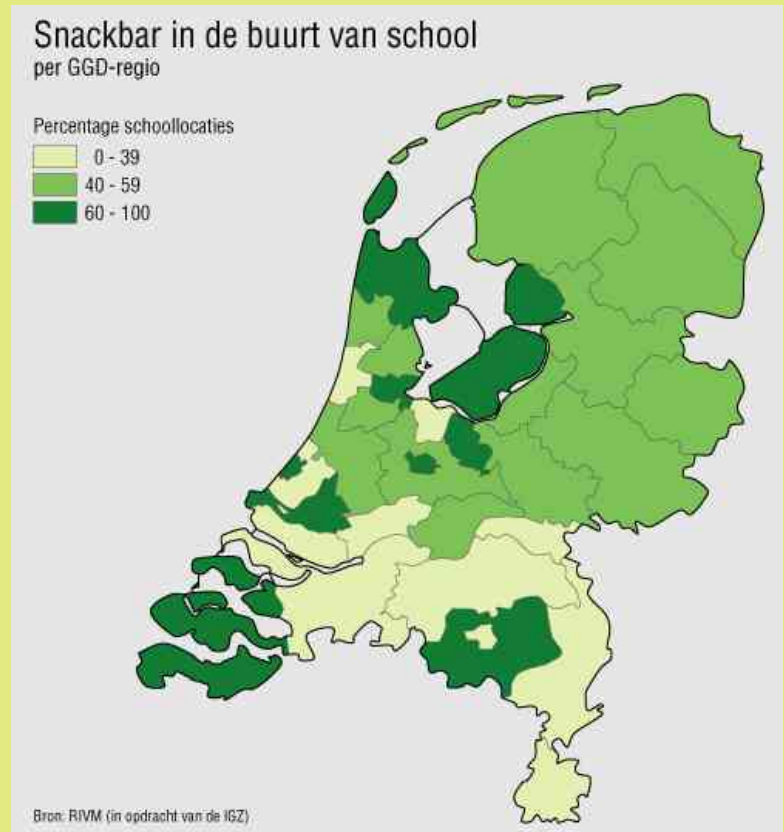 Snackbar in de buurt van school
per GGD-regio
Percentage schoollocaties
0 - 39
40 - 59
60 - 100
Bron: RIVM (in opdracht van de IGZ)